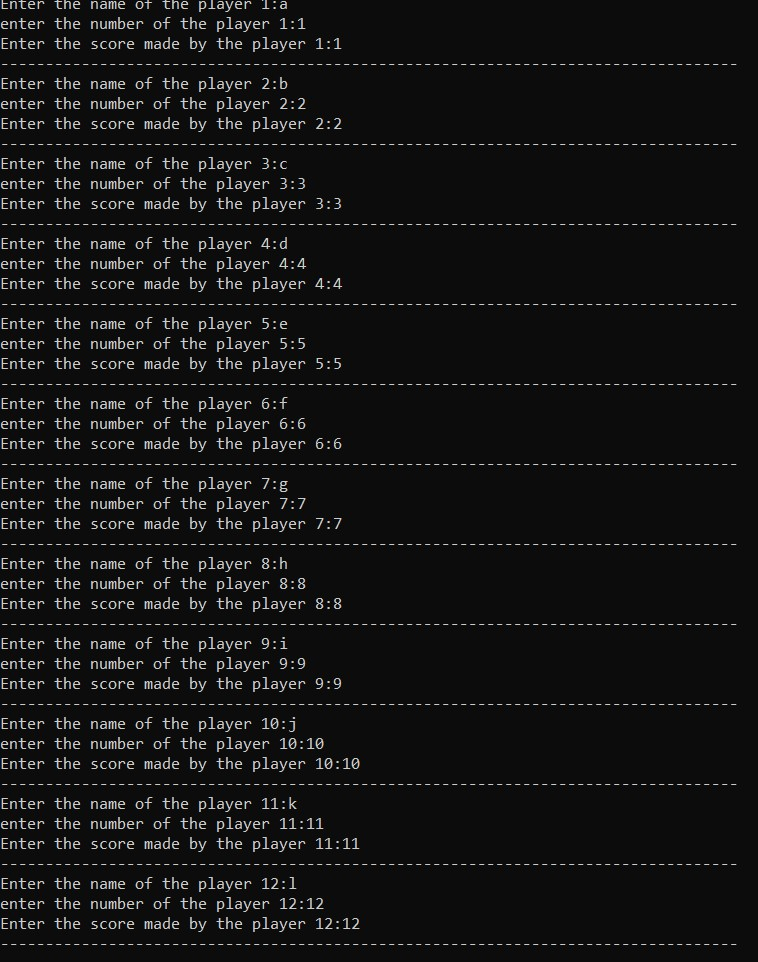 Enter the name of the player 1:a
enter the number of the player 1:1
Enter the score made by the player 1:1
----------------------------------------------------------------------------------
Enter the name of the player 2:b
enter the number of the player 2:2
Enter the score made by the player 2:2
----------------------------------------------------------------------------------
Enter the name of the player 3:c
enter the number of the player 3:3
Enter the score made by the player 3:3
----------------------------------------------------------------------------------
Enter the name of the player 4:d
enter the number of the player 4:4
Enter the score made by the player 4:4
----------------------------------------------------------------------------------
Enter the name of the player 5:e
enter the number of the player 5:5
Enter the score made by the player 5:5
----------------------------------------------------------------------------------
Enter the name of the player 6:f
enter the number of the player 6:6
Enter the score made by the player 6:6
----------------------------------------------------------------------------------
Enter the name of the player 7:g
enter the number of the player 7:7
Enter the score made by the player 7:7
----------------------------------------------------------------------------------
Enter the name of the player 8:h
enter the number of the player 8:8
Enter the score made by the player 8:8
----------------------------------------------------------------------------------
Enter the name of the player 9:i
enter the number of the player 9:9
Enter the score made by the player 9:9
----------------------------------------------------------------------------------
Enter the name of the player 10:j
enter the number of the player 10:10
Enter the score made by the player 10:10
----------------------------------------------------------------------------------
Enter the name of the player 11:k
enter the number of the player 11:11
Enter the score made by the player 11:11
----------------------------------------------------------------------------------
Enter the name of the player 12:l
enter the number of the player 12:12
Enter the score made by the player 12:12
----------------------------------------------------------------------------------